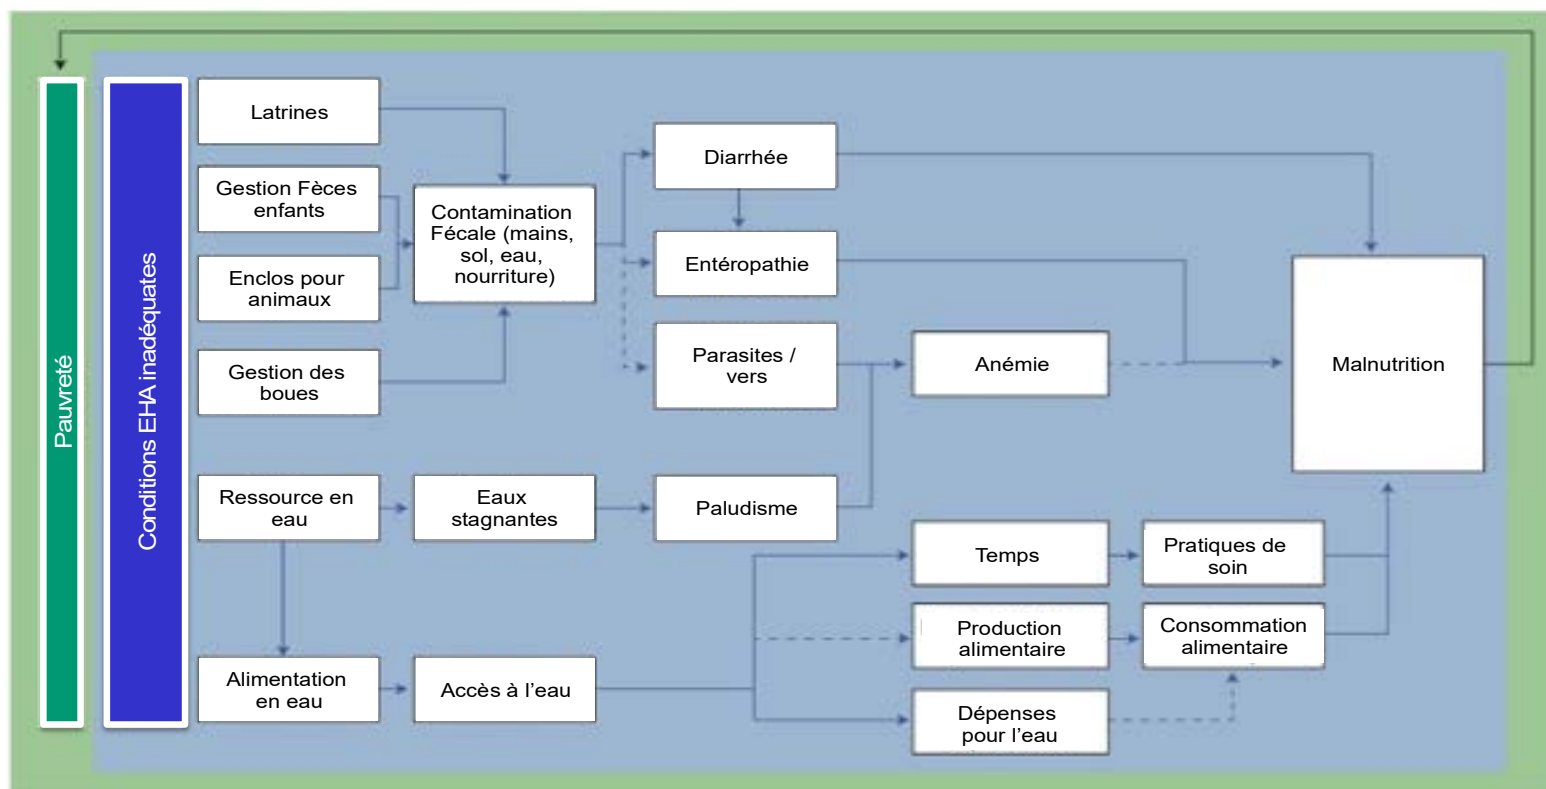 Pauvreté
Conditions EHA inadéquates
Latrines
Gestion Fèces
enfants
Enclos pour
animaux
Gestion des
boues
Ressource en
eau
Alimentation
en eau
Contamination
Fécale (mains,
sol, eau,
nourriture)
Eaux
stagnantes
Accès à l’eau
Diarrhée
Entéropathie
Parasites /
vers
Paludisme
Anémie
Temps
Production
alimentaire
Dépenses
pour l’eau
Pratiques de
soin
Consommation
alimentaire
Malnutrition